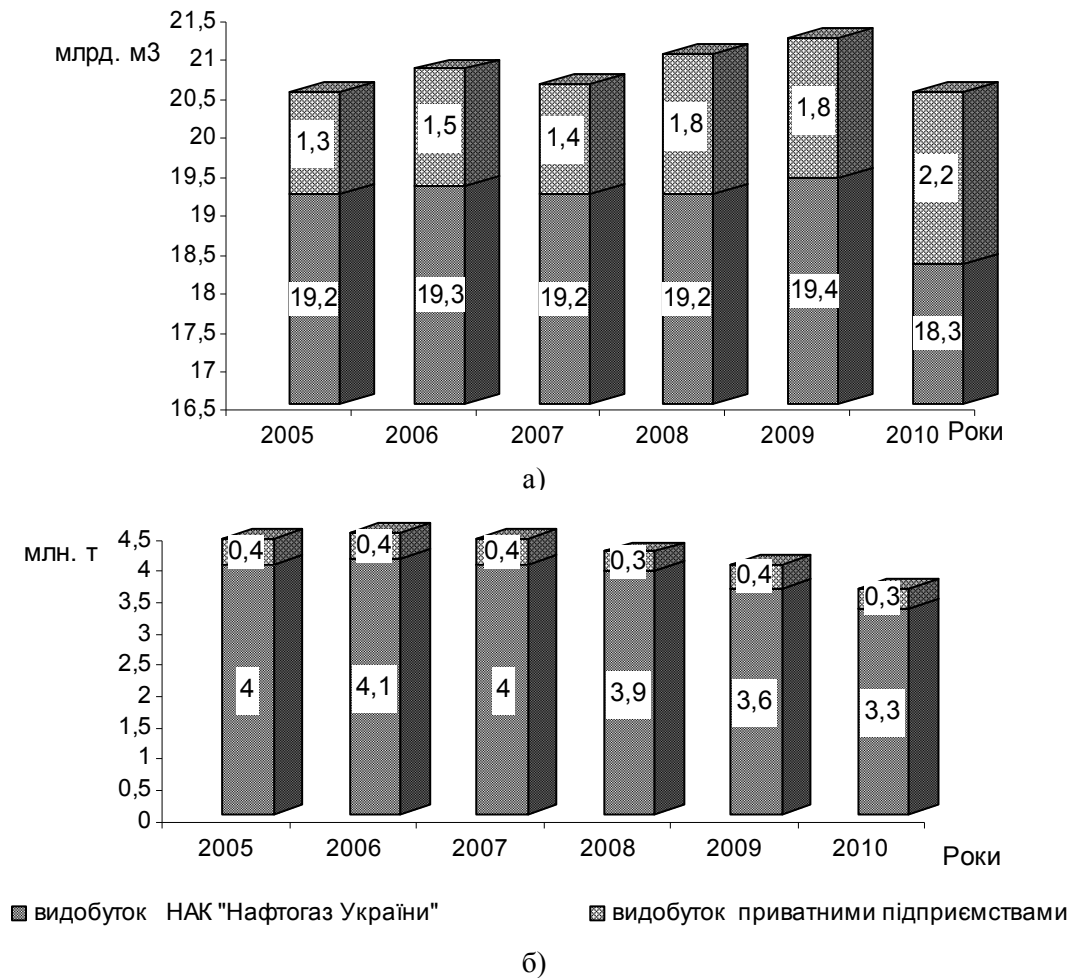 млрд. м3
21,5
21
20,5
20
19,5
19
18,5
18
17,5
17
16,5
1,3 1,5 1,4 1,8 1,8 2,2
19,2 19,3 19,2 19,2 19,4 18,3
2005 2006 2007 2008 2009 2010 Роки
а)
млн. т
4,5
4
3,5
3
2,5
2
1,5
1
0,5
0
0,4 0,4 0,4 0,3 0,4 0,3
4 4,1 4 3,9 3,6 3,3
2005 2006 2007 2008 2009 2010 Роки
видобуток НАК "Нафтогаз України" видобуток приватними підприємствами
б)